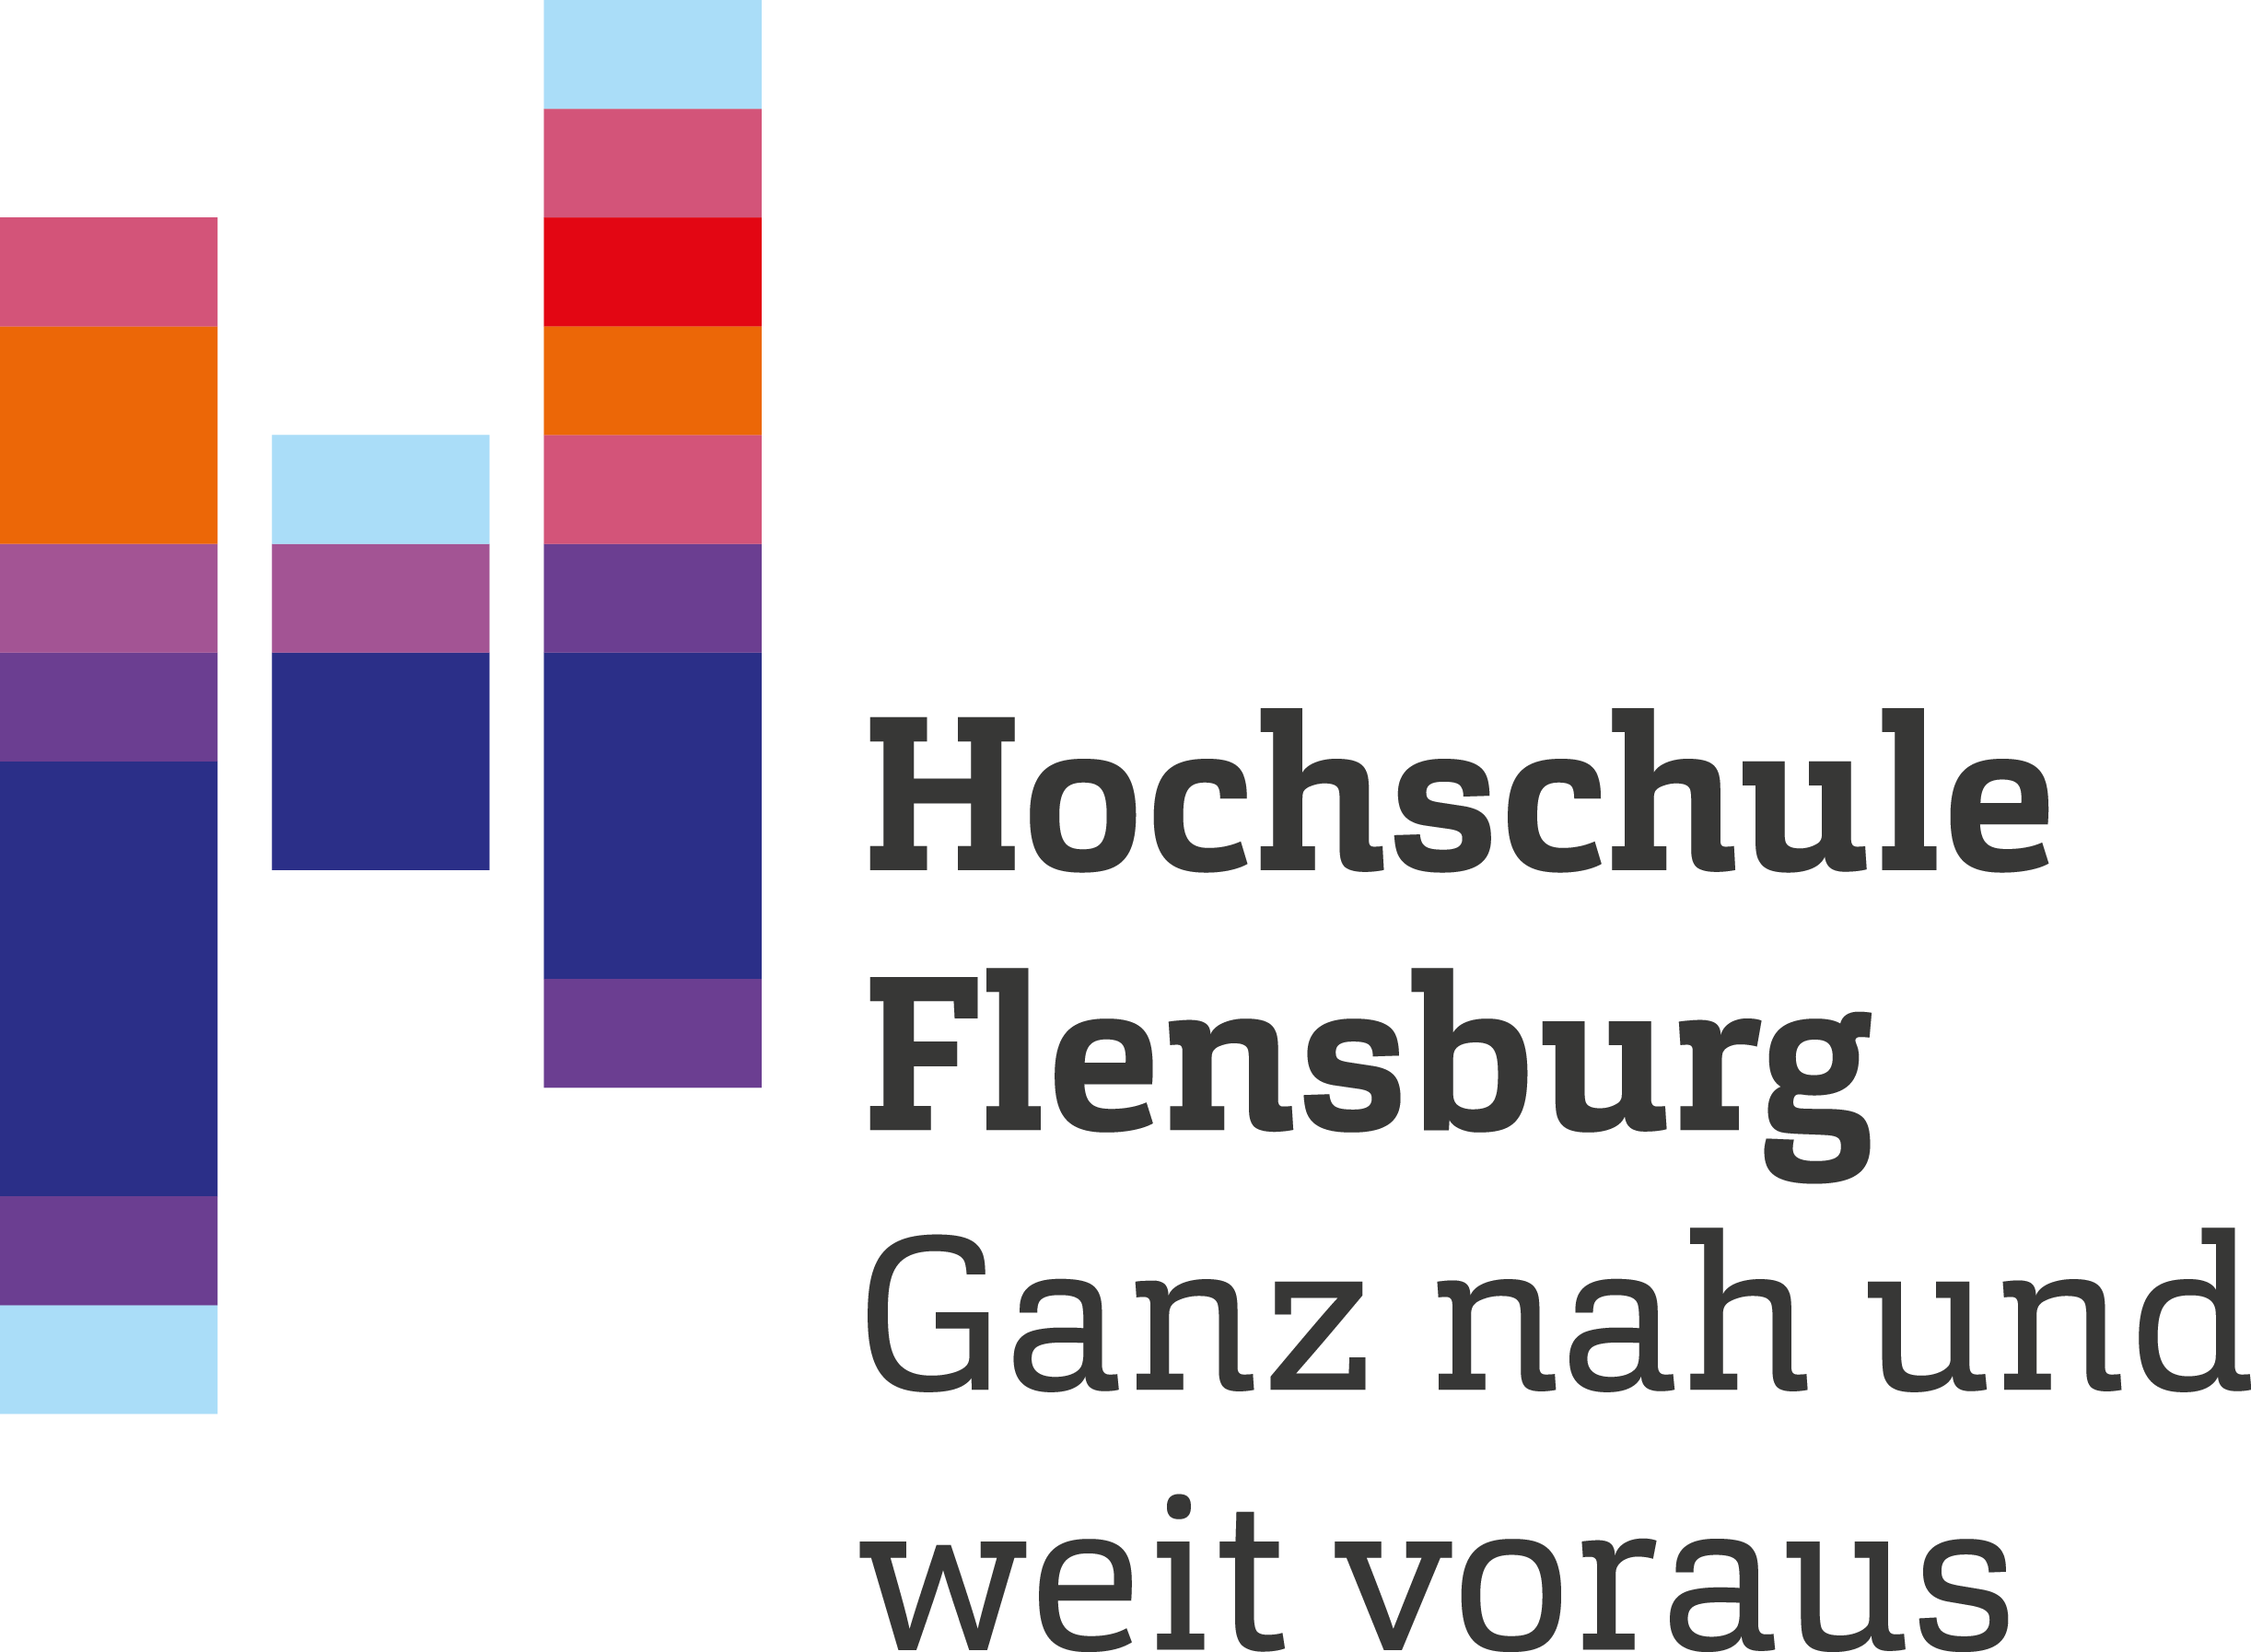 Hochschule
Flensburg
Ganz nah und
weit voraus